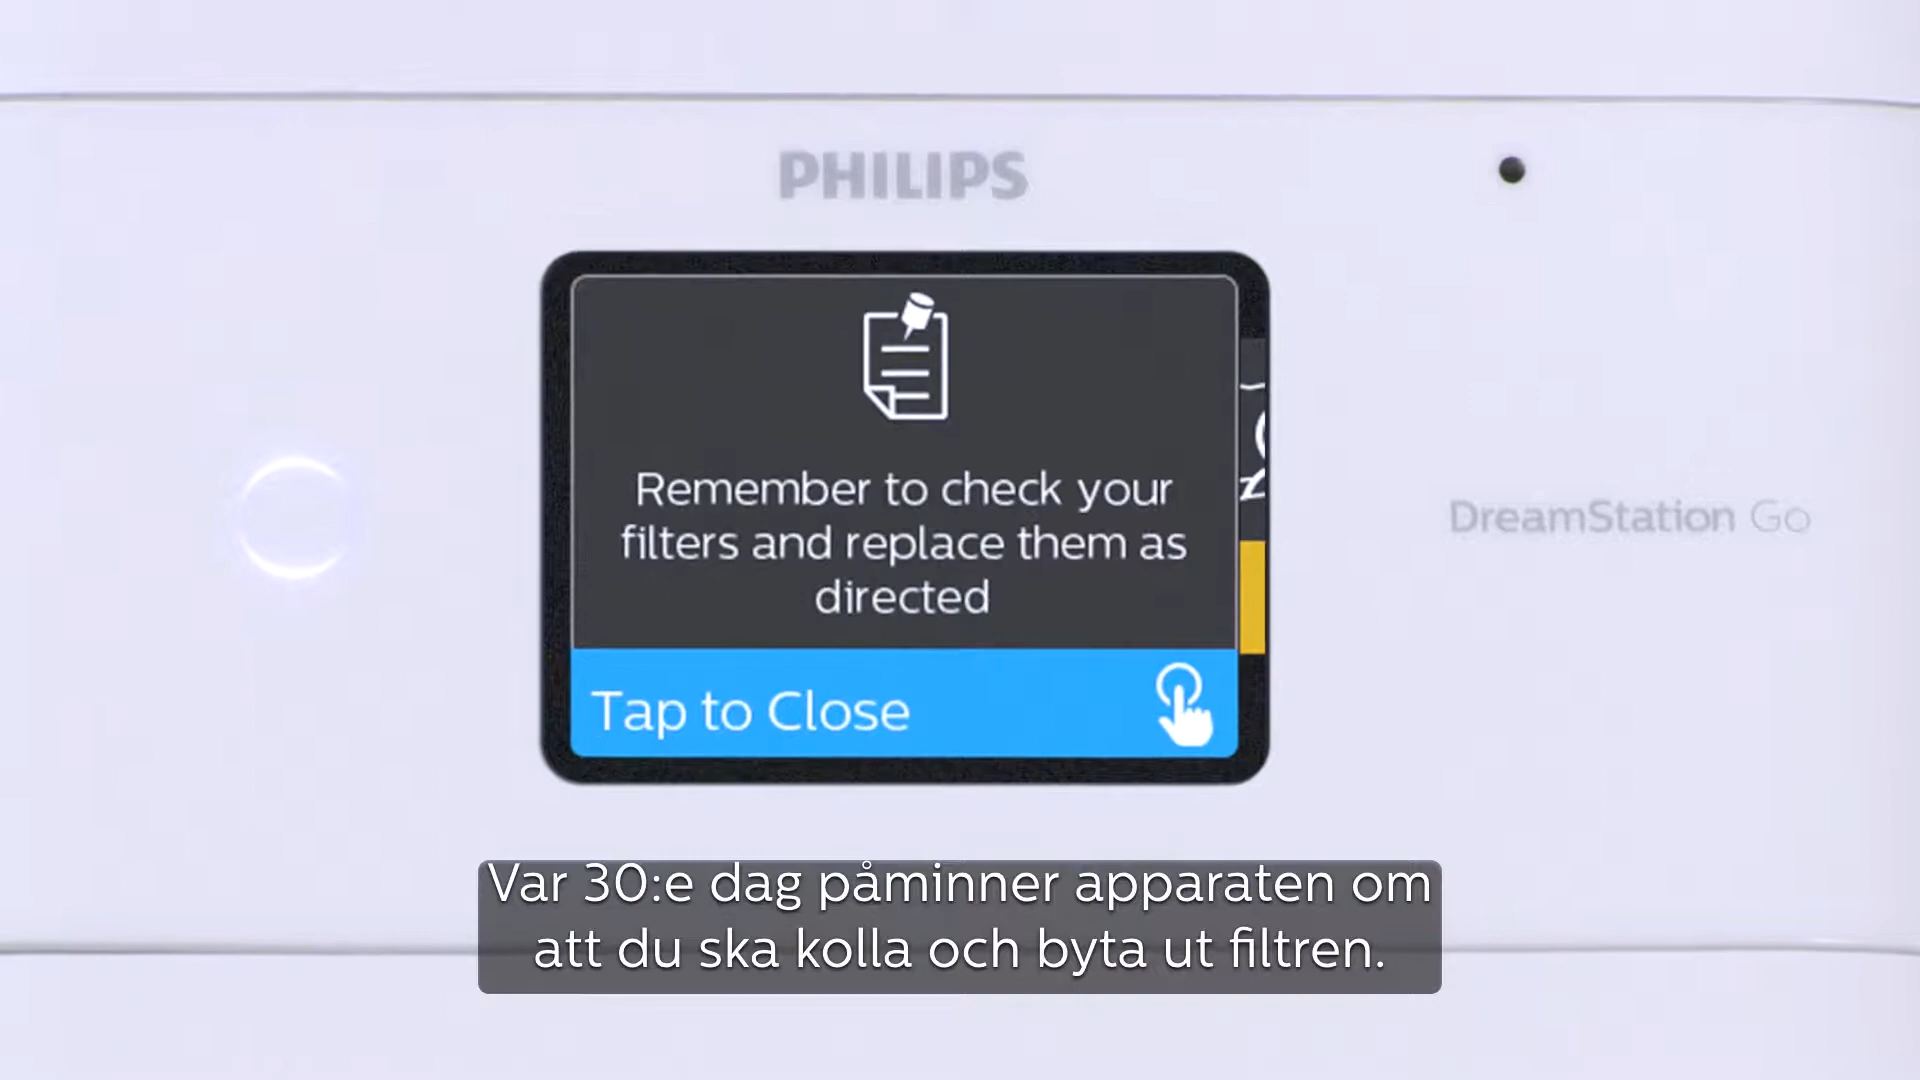 PHILIPS
Remember to check your
filters and replace them as
directed
Tap to Close
DreamStation Go
Var 30:e dag påminner apparaten om
att du ska kolla och byta ut filtren.